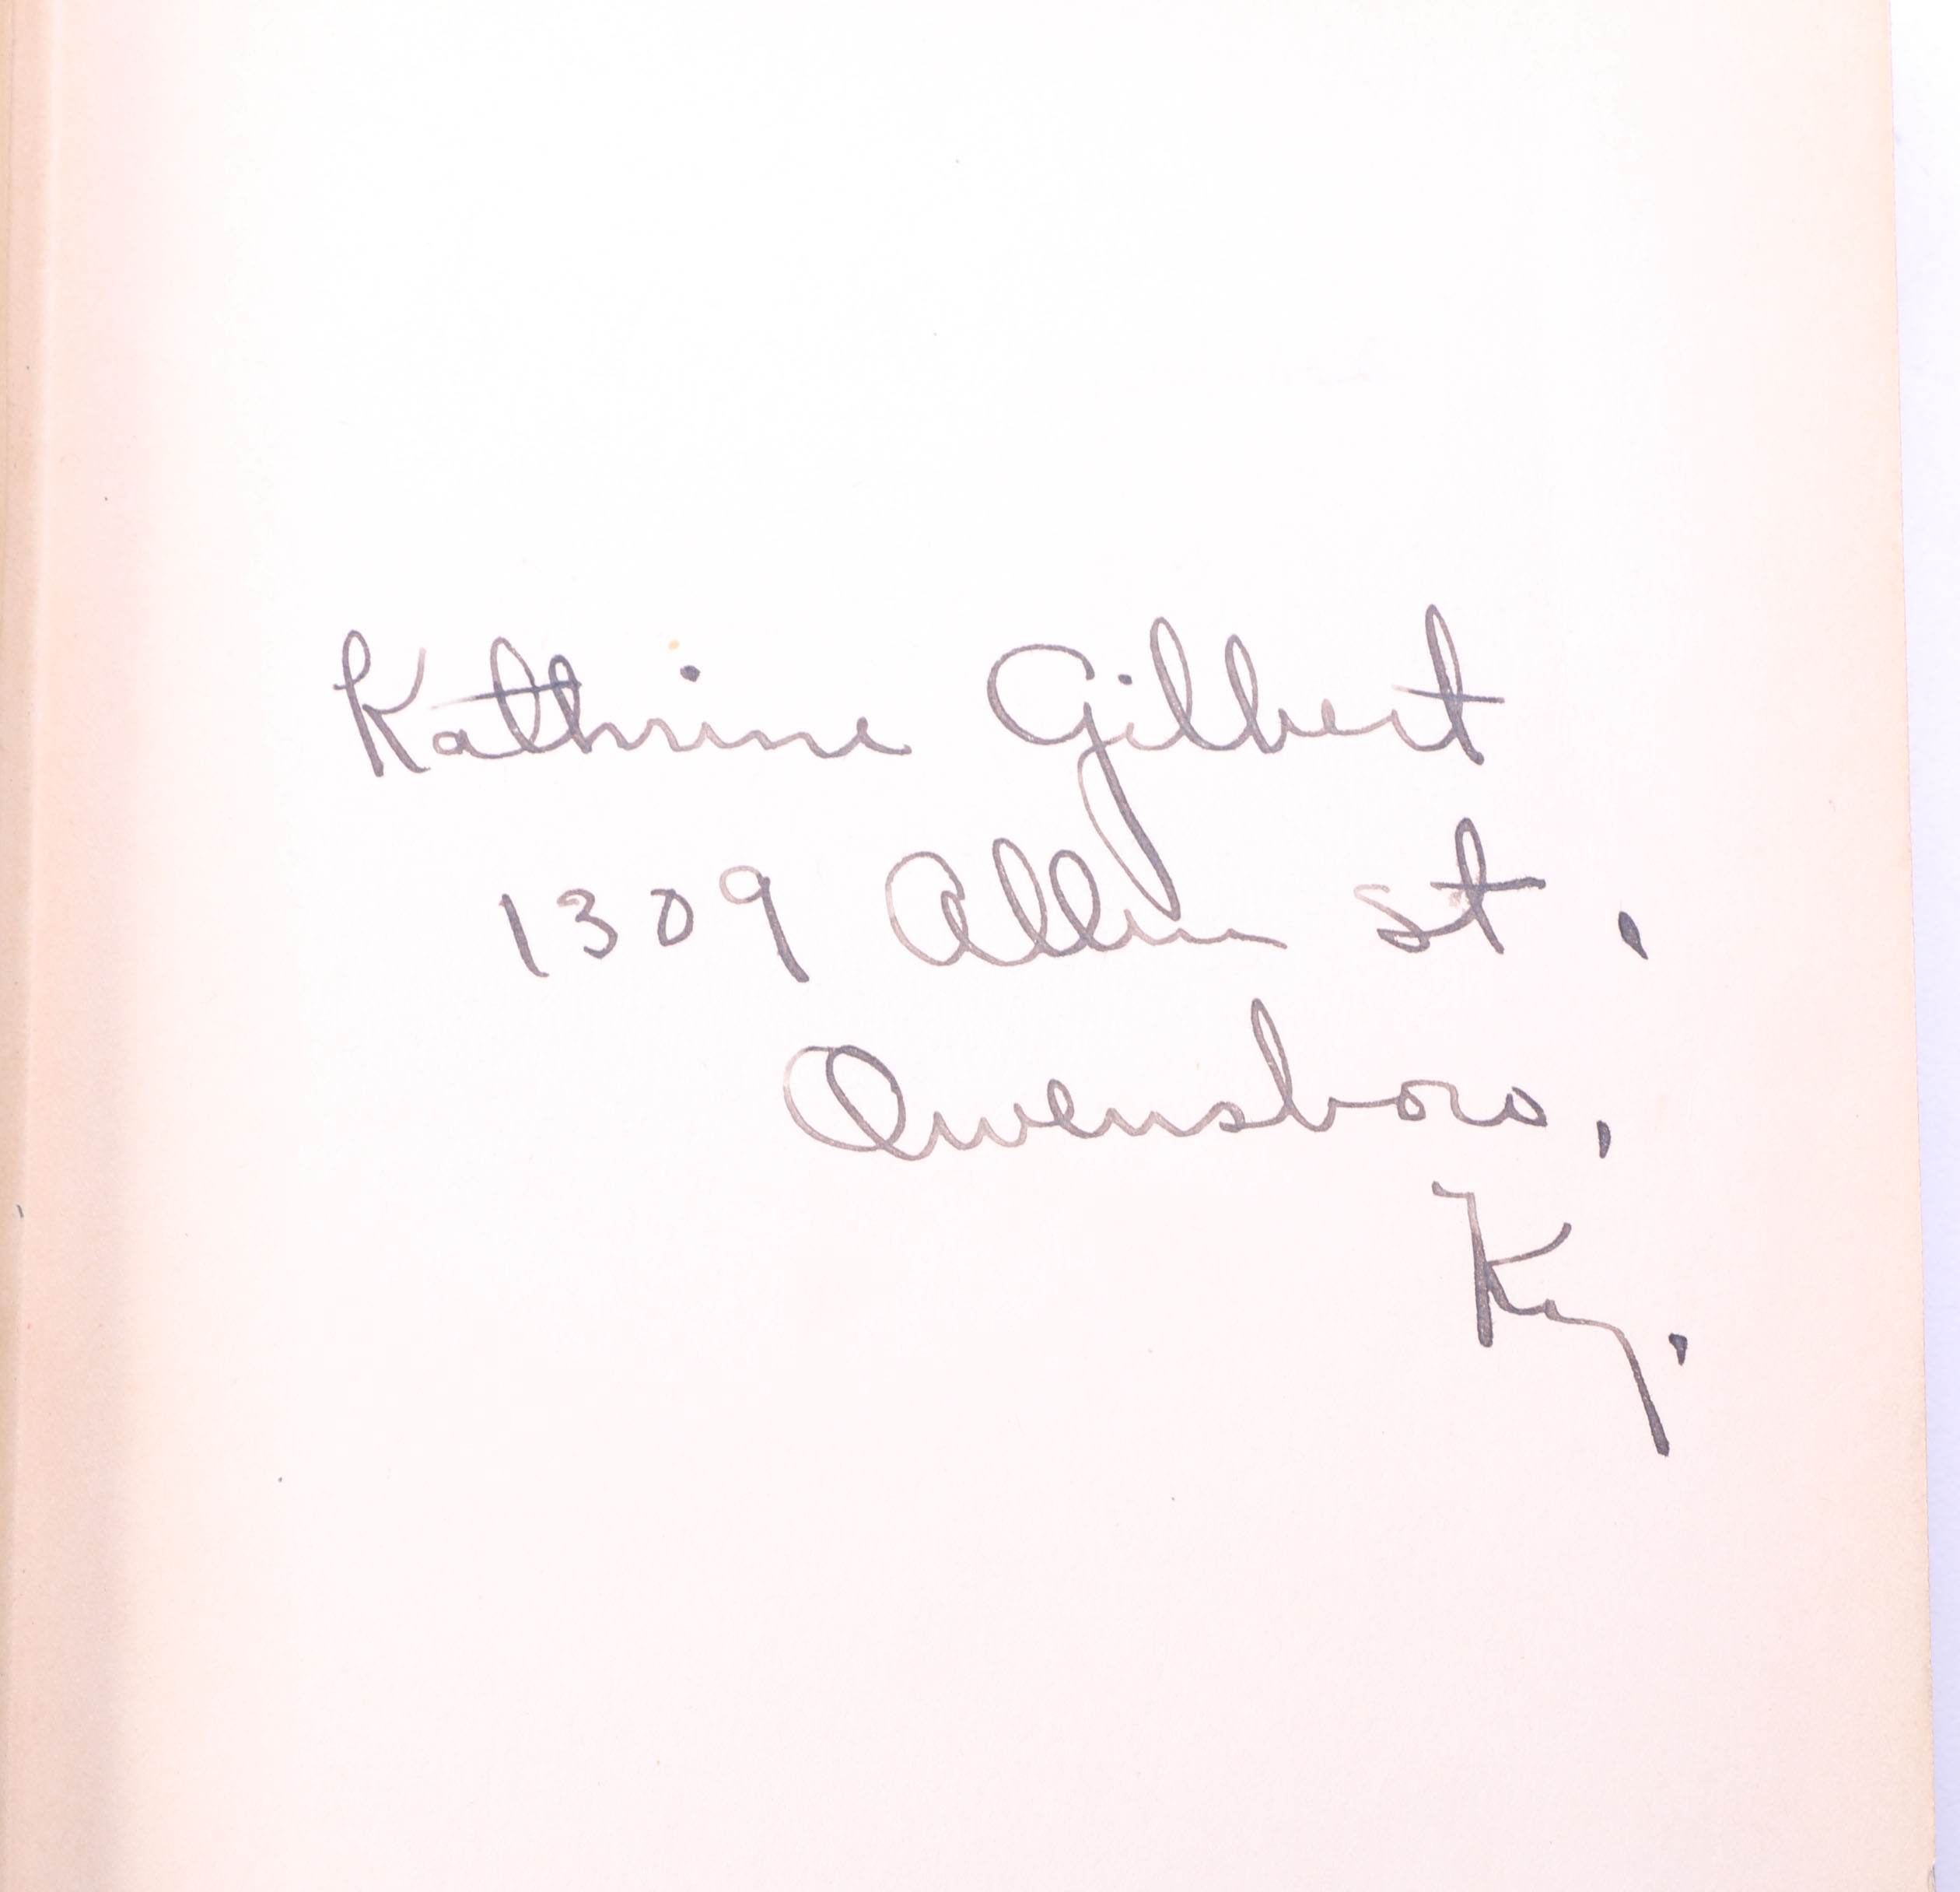 Kathrine Gilbert
1309 Allen St.
Owensboro,
Ky.